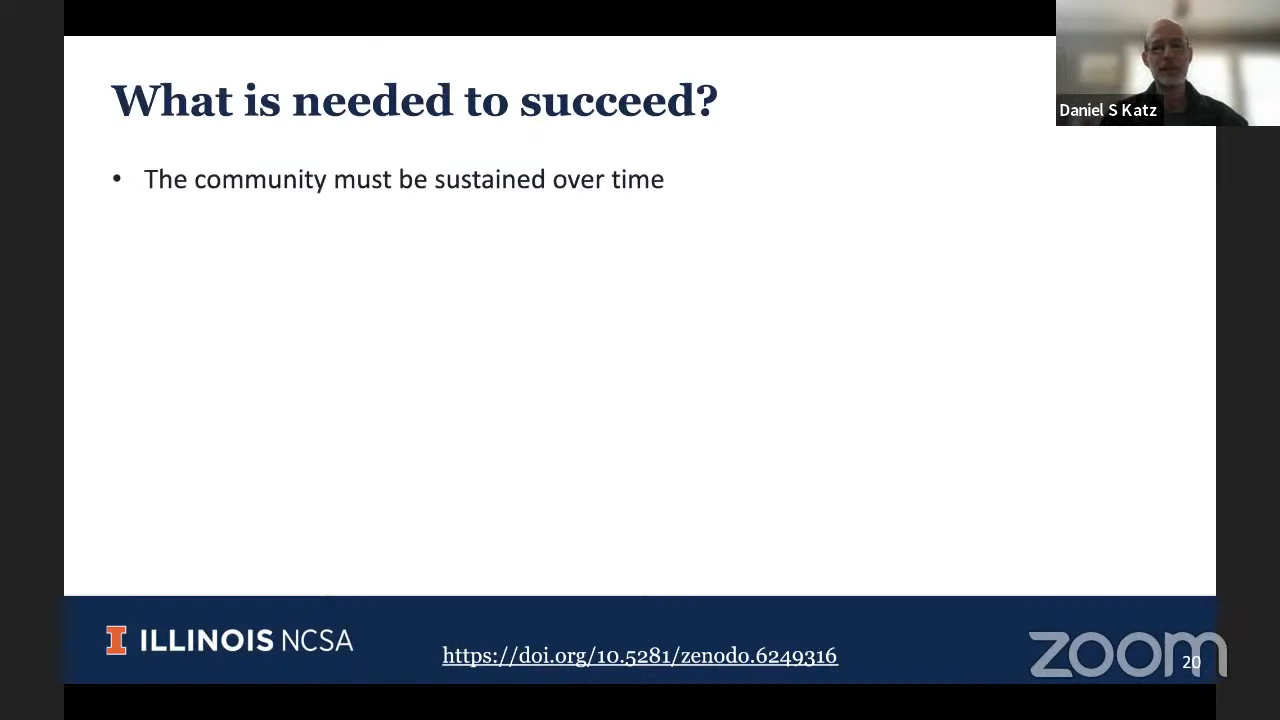 What is needed to succeed?
Daniel S Katz
• The community must be sustained over time
I ILLINOIS NCSA
https://doi.org/10.5281/zenodo.6249316
zoom
20